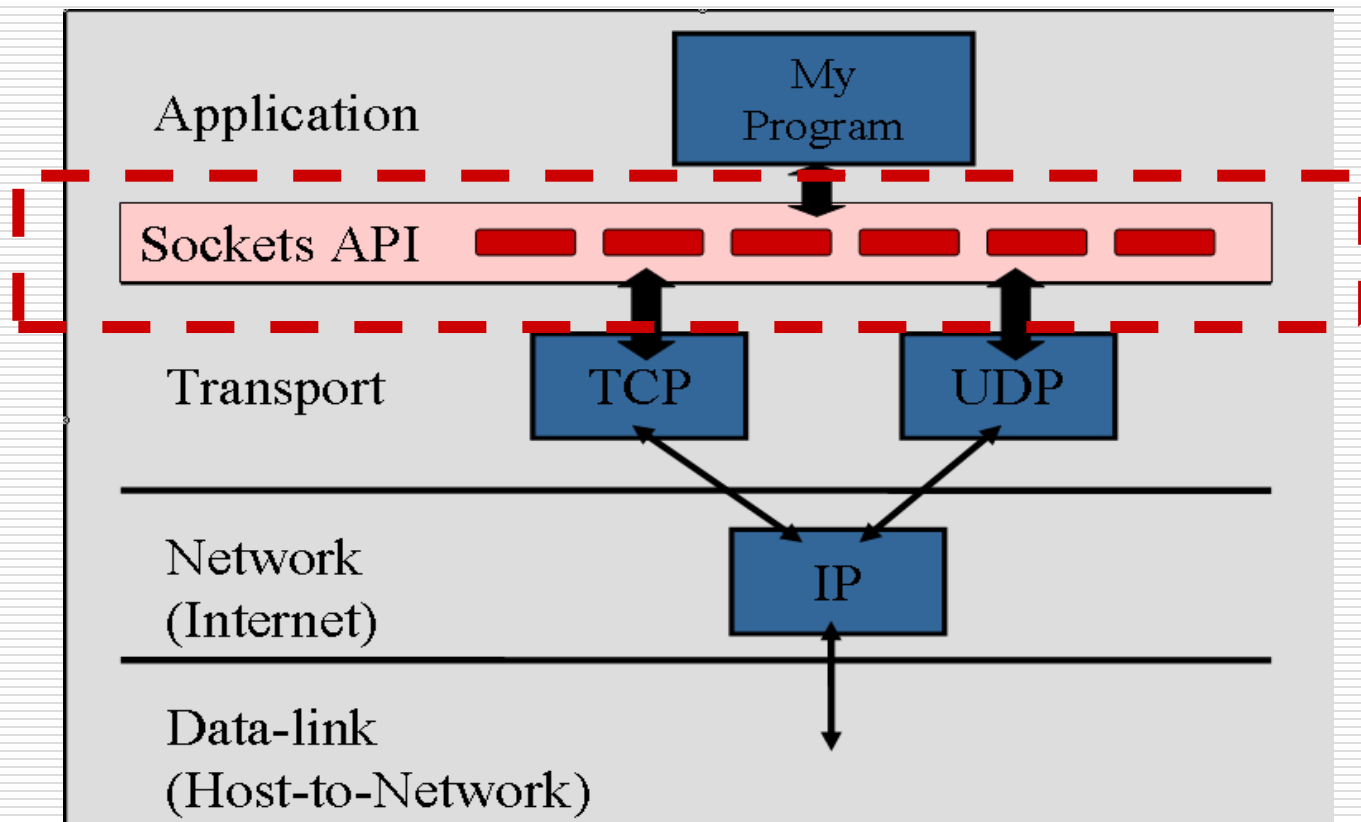 Application
My
Program
Sockets API
Transport
TCP
UDP
Network
(Internet)
IP
Data-link
(Host-to-Network)